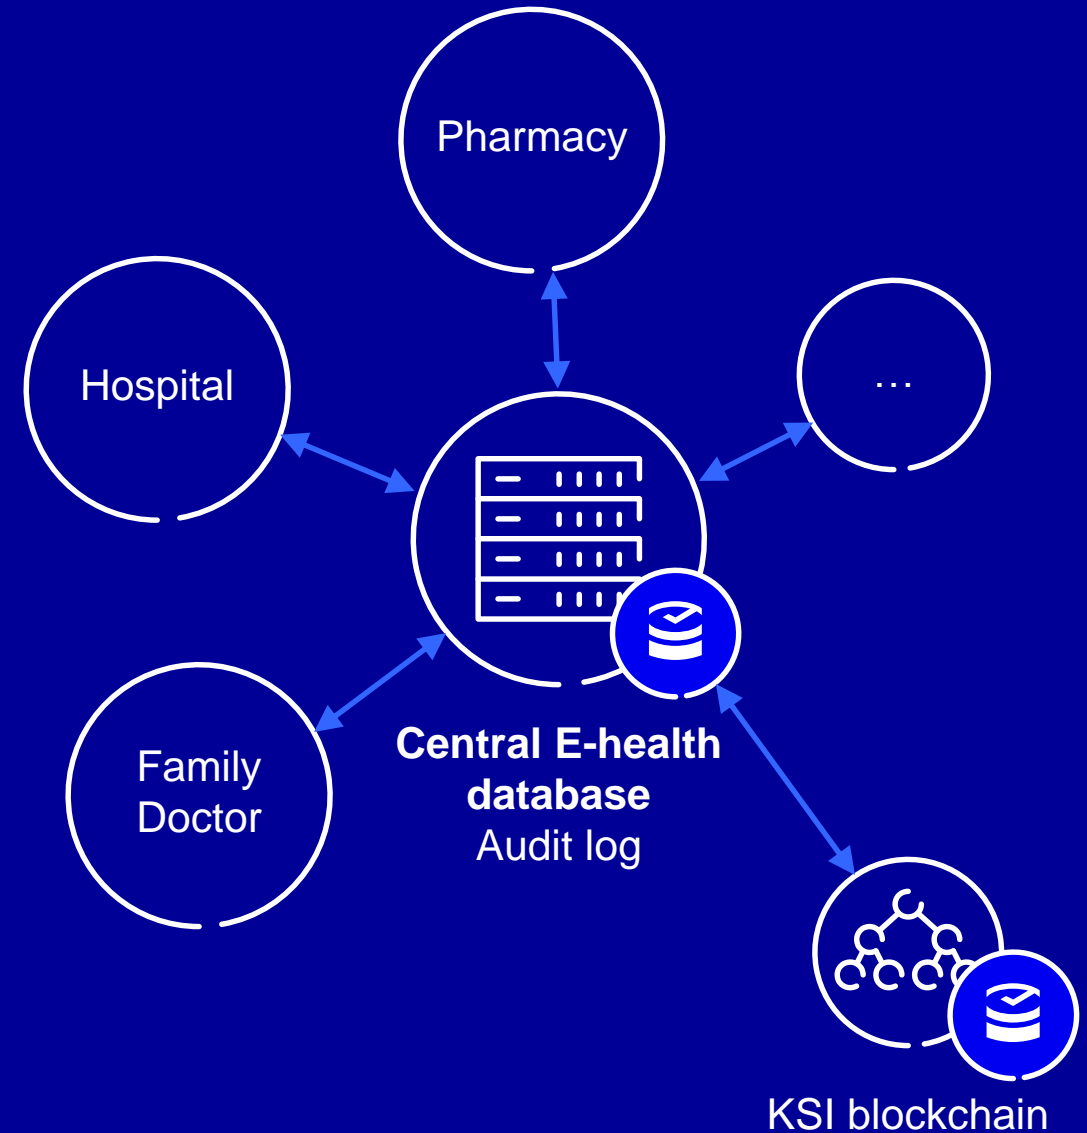 Pharmacy
Hospital
…
Family
Doctor
Central E-health
database
Audit log
KSI blockchain